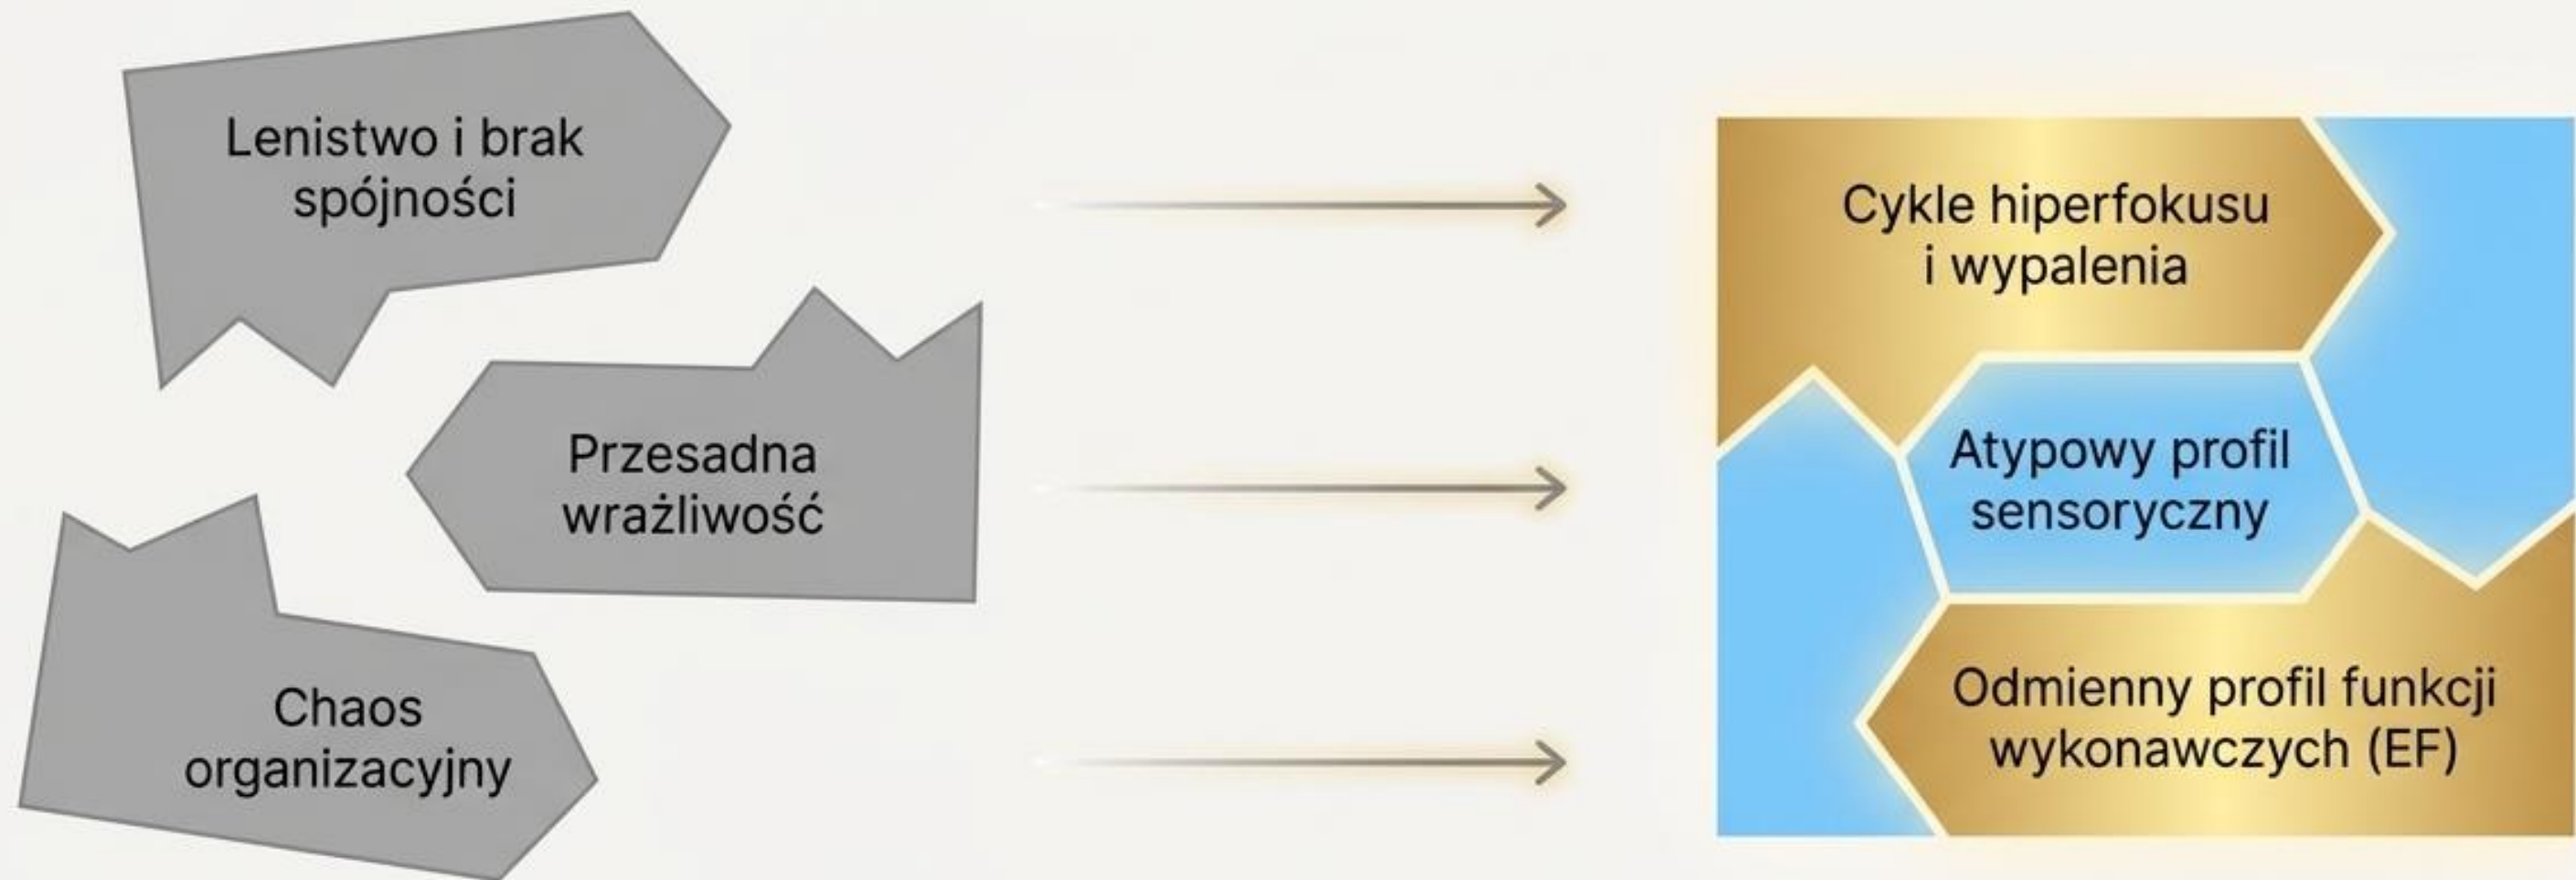 Lenistwo i brak
spójności
Przesadna
wrażliwość
Chaos
organizacyjny
Cykle hiperfokusu
i wypalenia
Atypowy profil
sensoryczny
Odmienny profil funkcji
wykonawczych (EF)